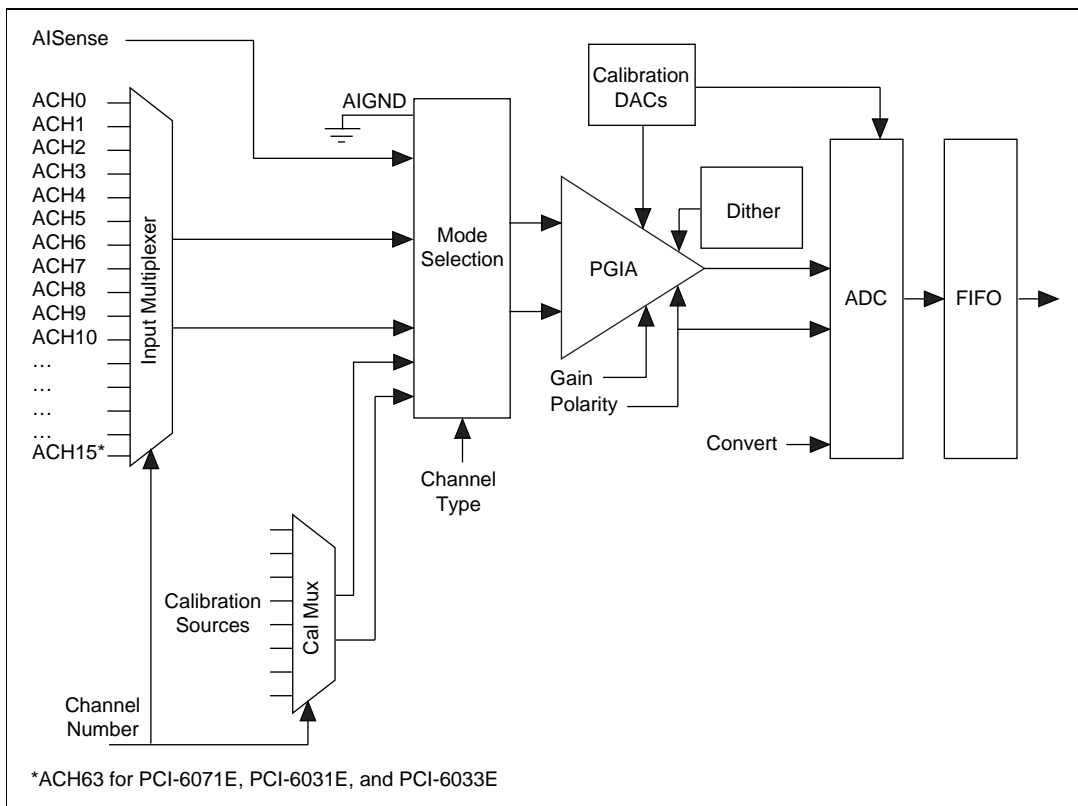 AISense
ACH0
ACH1
ACH2
ACH3
ACH4
ACH5
ACH6
ACH7
ACH8
ACH9
ACH10
…
…
…
…
ACH15*
Input Multiplexer
AIGND
Mode
Selection
Channel
Type
Calibration
DACs
Dither
PGIA
Gain
Polarity
Convert
ADC
FIFO
Calibration
Sources
Cal Mux
Channel
Number
*ACH63 for PCI-6071E, PCI-6031E, and PCI-6033E